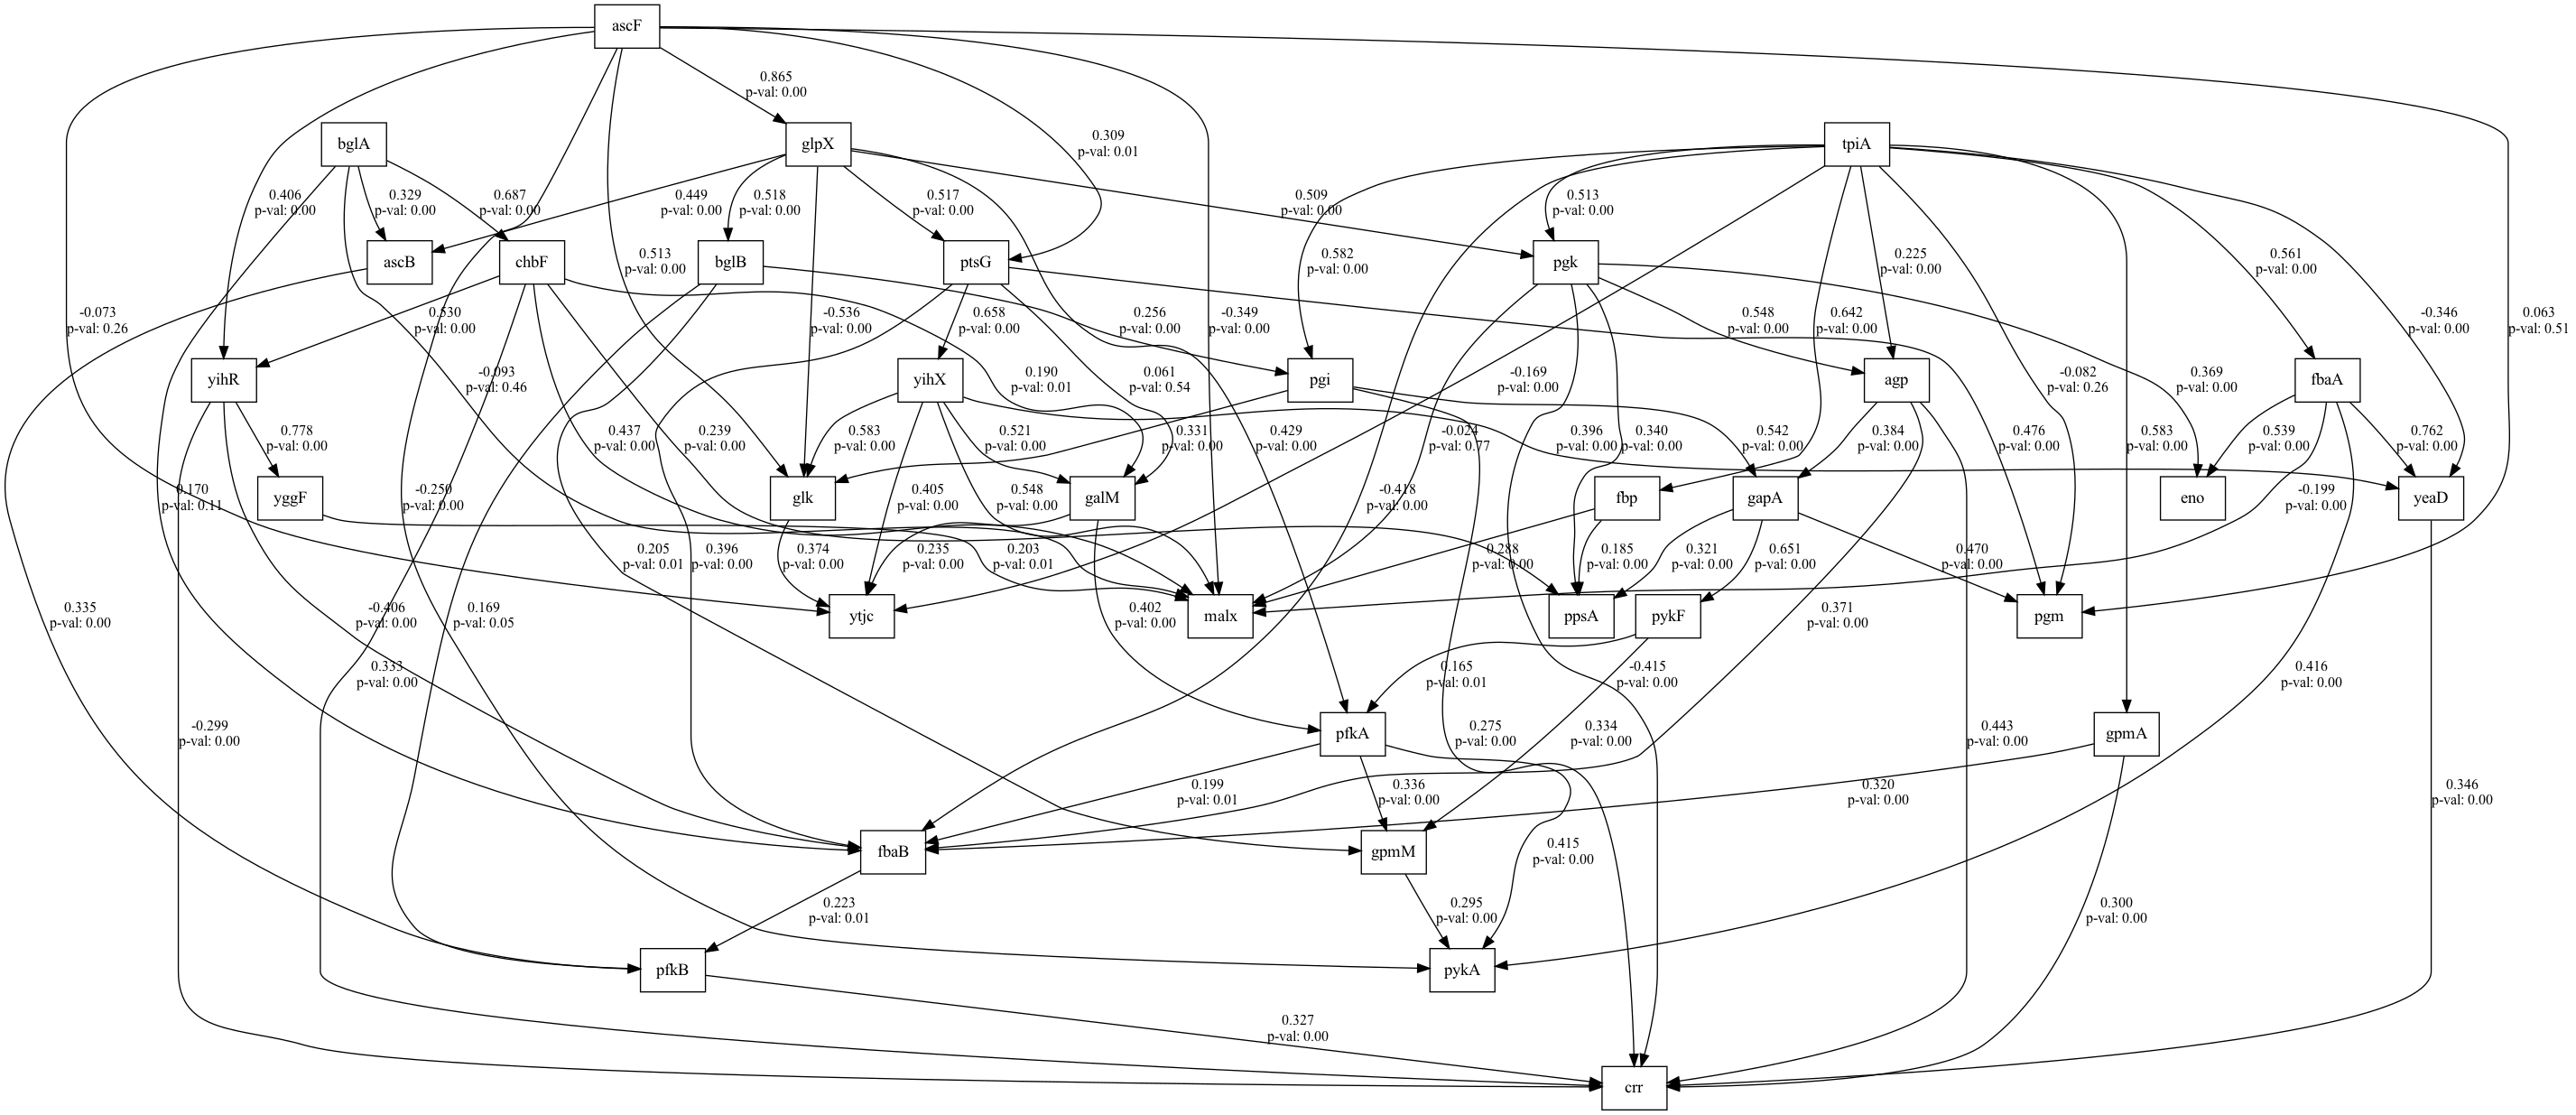 ascF
0.865
p-val: 0.00
bglA
glpX
0.309
p-val: 0.01
tpiA
0.406
p-val: 0.00
0.329
p-val: 0.00
0.687
p-val: 0.00
0.449
p-val: 0.00
0.518
p-val: 0.00
0.517
p-val: 0.00
0.509
p-val: 0.00
0.513
p-val: 0.00
ascB
chbF
0.513
p-val: 0.00
bglB
ptsG
0.582
p-val: 0.00
pgk
0.225
p-val: 0.00
0.561
p-val: 0.00
-0.073
p-val: 0.26
0.530
p-val: 0.00
-0.536
p-val: 0.00
0.658
p-val: 0.00
0.256
p-val: 0.00
-0.349
p-val: 0.00
0.548
p-val: 0.00
0.642
p-val: 0.00
-0.346
p-val: 0.00
0.063
p-val: 0.51
yihR
-0.093
p-val: 0.46
yihX
0.190
p-val: 0.01
0.061
p-val: 0.54
pgi
-0.169
p-val: 0.00
agp
-0.082
p-val: 0.26
0.369
p-val: 0.00
fbaA
0.778
p-val: 0.00
0.437
p-val: 0.00
0.239
p-val: 0.00
0.583
p-val: 0.00
0.521
p-val: 0.00
0.331
p-val: 0.00
0.429
p-val: 0.00
-0.024
p-val: 0.77
0.396
p-val: 0.00
0.340
p-val: 0.00
0.542
p-val: 0.00
0.384
p-val: 0.00
0.476
p-val: 0.00
0.583
p-val: 0.00
0.539
p-val: 0.00
0.762
p-val: 0.00
0.170
p-val: 0.11
yggF
-0.250
p-val: 0.00
glk
0.405
p-val: 0.00
0.548
p-val: 0.00
galM
-0.418
p-val: 0.00
fbp
gapA
eno
-0.199
p-val: 0.00
yeaD
0.205
p-val: 0.01
0.396
p-val: 0.00
0.374
p-val: 0.00
0.235
p-val: 0.00
0.203
p-val: 0.01
0.288
p-val: 0.00
0.185
p-val: 0.00
0.321
p-val: 0.00
0.651
p-val: 0.00
0.470
p-val: 0.00
0.335
p-val: 0.00
-0.406
p-val: 0.00
0.169
p-val: 0.05
ytjc
0.402
p-val: 0.00
malx
ppsA
pykF
0.371
p-val: 0.00
pgm
0.333
p-val: 0.00
0.165
p-val: 0.01
-0.415
p-val: 0.00
0.416
p-val: 0.00
-0.299
p-val: 0.00
pfkA
0.275
p-val: 0.00
0.334
p-val: 0.00
0.443
p-val: 0.00
gpmA
0.199
p-val: 0.01
0.336
p-val: 0.00
0.320
p-val: 0.00
0.346
p-val: 0.00
fbaB
gpmM
0.415
p-val: 0.00
0.223
p-val: 0.01
0.295
p-val: 0.00
0.300
p-val: 0.00
pfkB
pykA
0.327
p-val: 0.00
crr